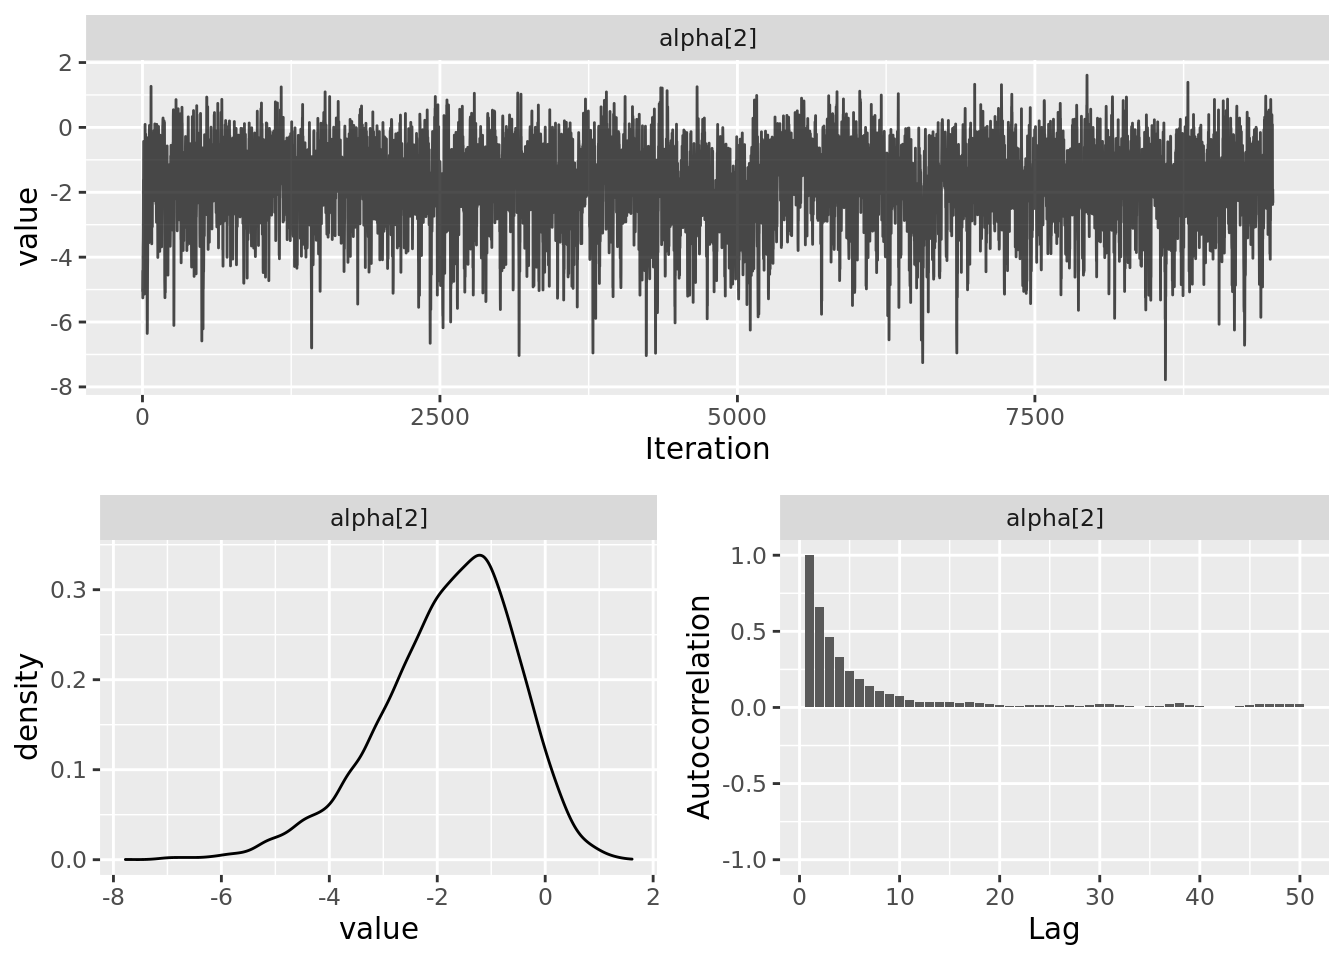 alpha[2]
2
0
-2
-4
-6
-8
value
0 2500 5000 7500
Iteration
alpha[2]
0.3
0.2
0.1
0.0
density
-8 -6 -4 -2 0 2
value
alpha[2]
1.0
0.5
0.0
-0.5
-1.0
Autocorrelation
0 10 20 30 40 50
Lag